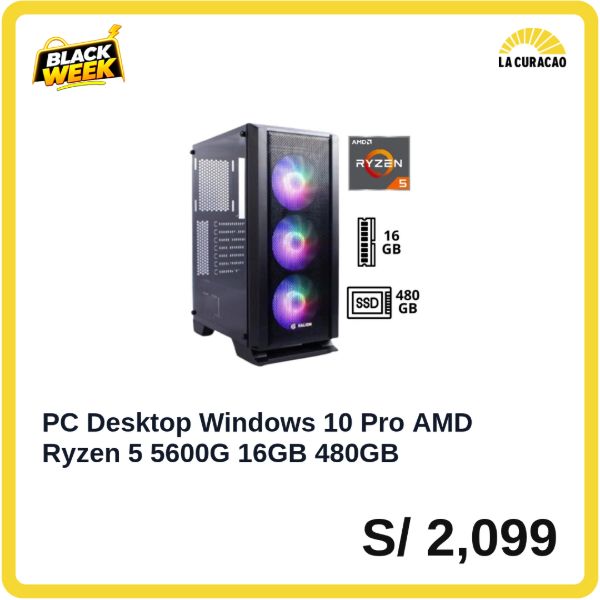 BLACK
WEEK
LA CURACAO
AMD
RYZEN
5
16
GB
SSD
480
GB
HALION
PC Desktop Windows 10 Pro AMD
Ryzen 5 5600G 16GB 480GB
S/ 2,099